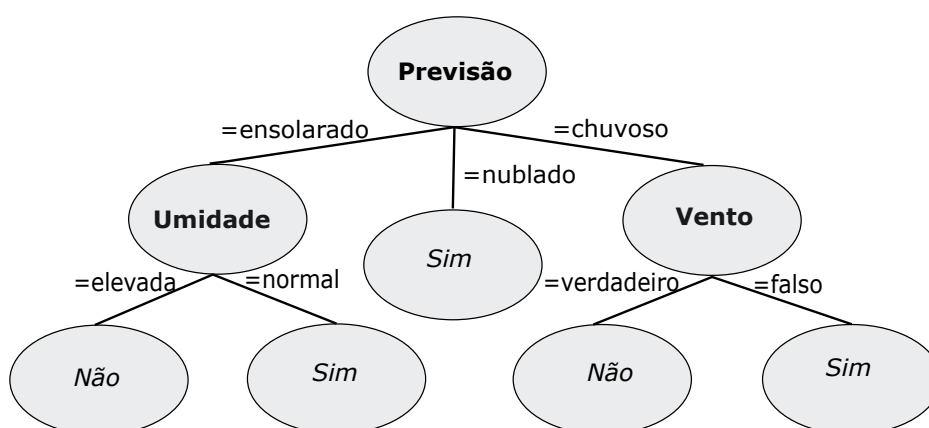 Previsão
=ensolarado
=chuvoso
=nublado
Umidade
Vento
Sim
=elevada
=normal
=verdadeiro
=falso
Não
Sim
Não
Sim